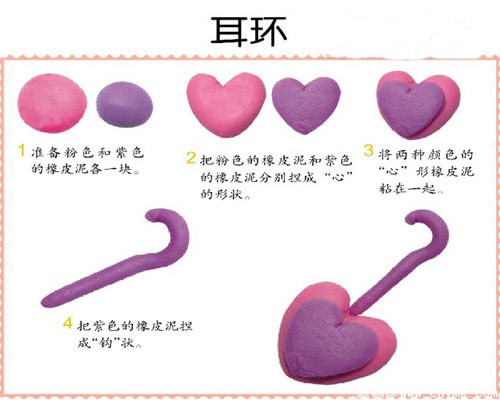 耳环
1 准备粉色和紫色
的橡皮泥各一块。
2 把粉色的橡皮泥和紫色
的橡皮泥分别捏成“心”
的形状。
3 将两种颜色的
“心”形橡皮泥
粘在一起。
4 把紫色的橡皮泥捏
成“钩”状。